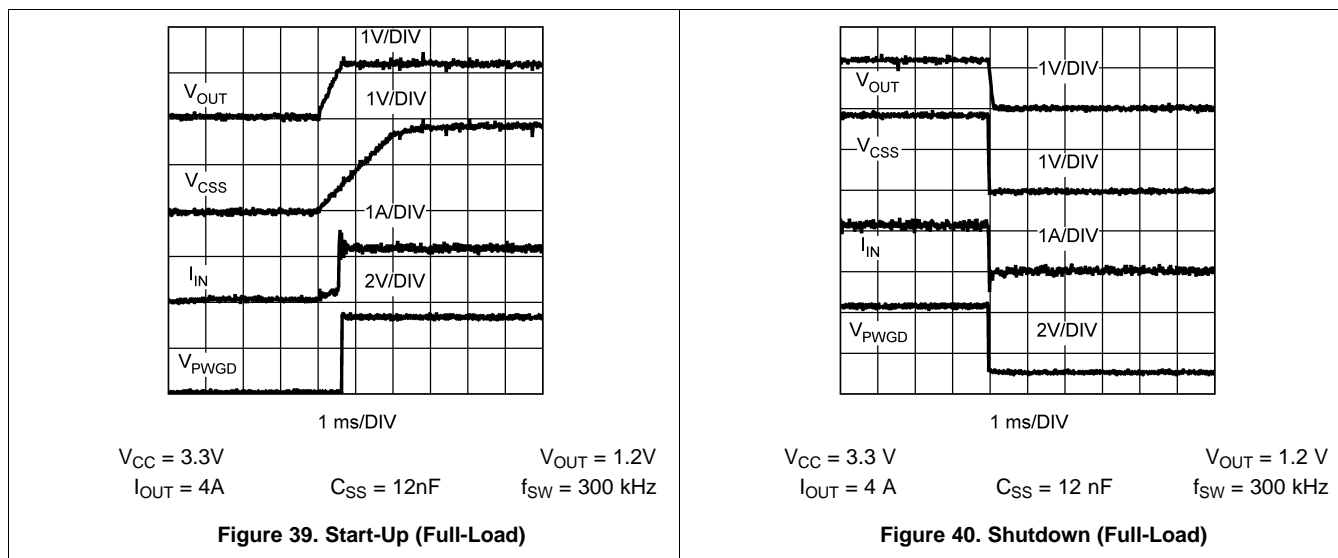 1V/DIV
V_OUT
1V/DIV
V_CSS
1A/DIV
I_IN
2V/DIV
V_PWGD
1 ms/DIV
V_CC = 3.3V V_OUT = 1.2V
I_OUT = 4A C_SS = 12nF f_SW = 300 kHz
Figure 39. Start-Up (Full-Load)
1V/DIV
V_OUT
V_CSS
1V/DIV
1A/DIV
I_IN
V_PWGD
2V/DIV
1 ms/DIV
V_CC = 3.3 V V_OUT = 1.2 V
I_OUT = 4 A C_SS = 12 nF f_SW = 300 kHz
Figure 40. Shutdown (Full-Load)